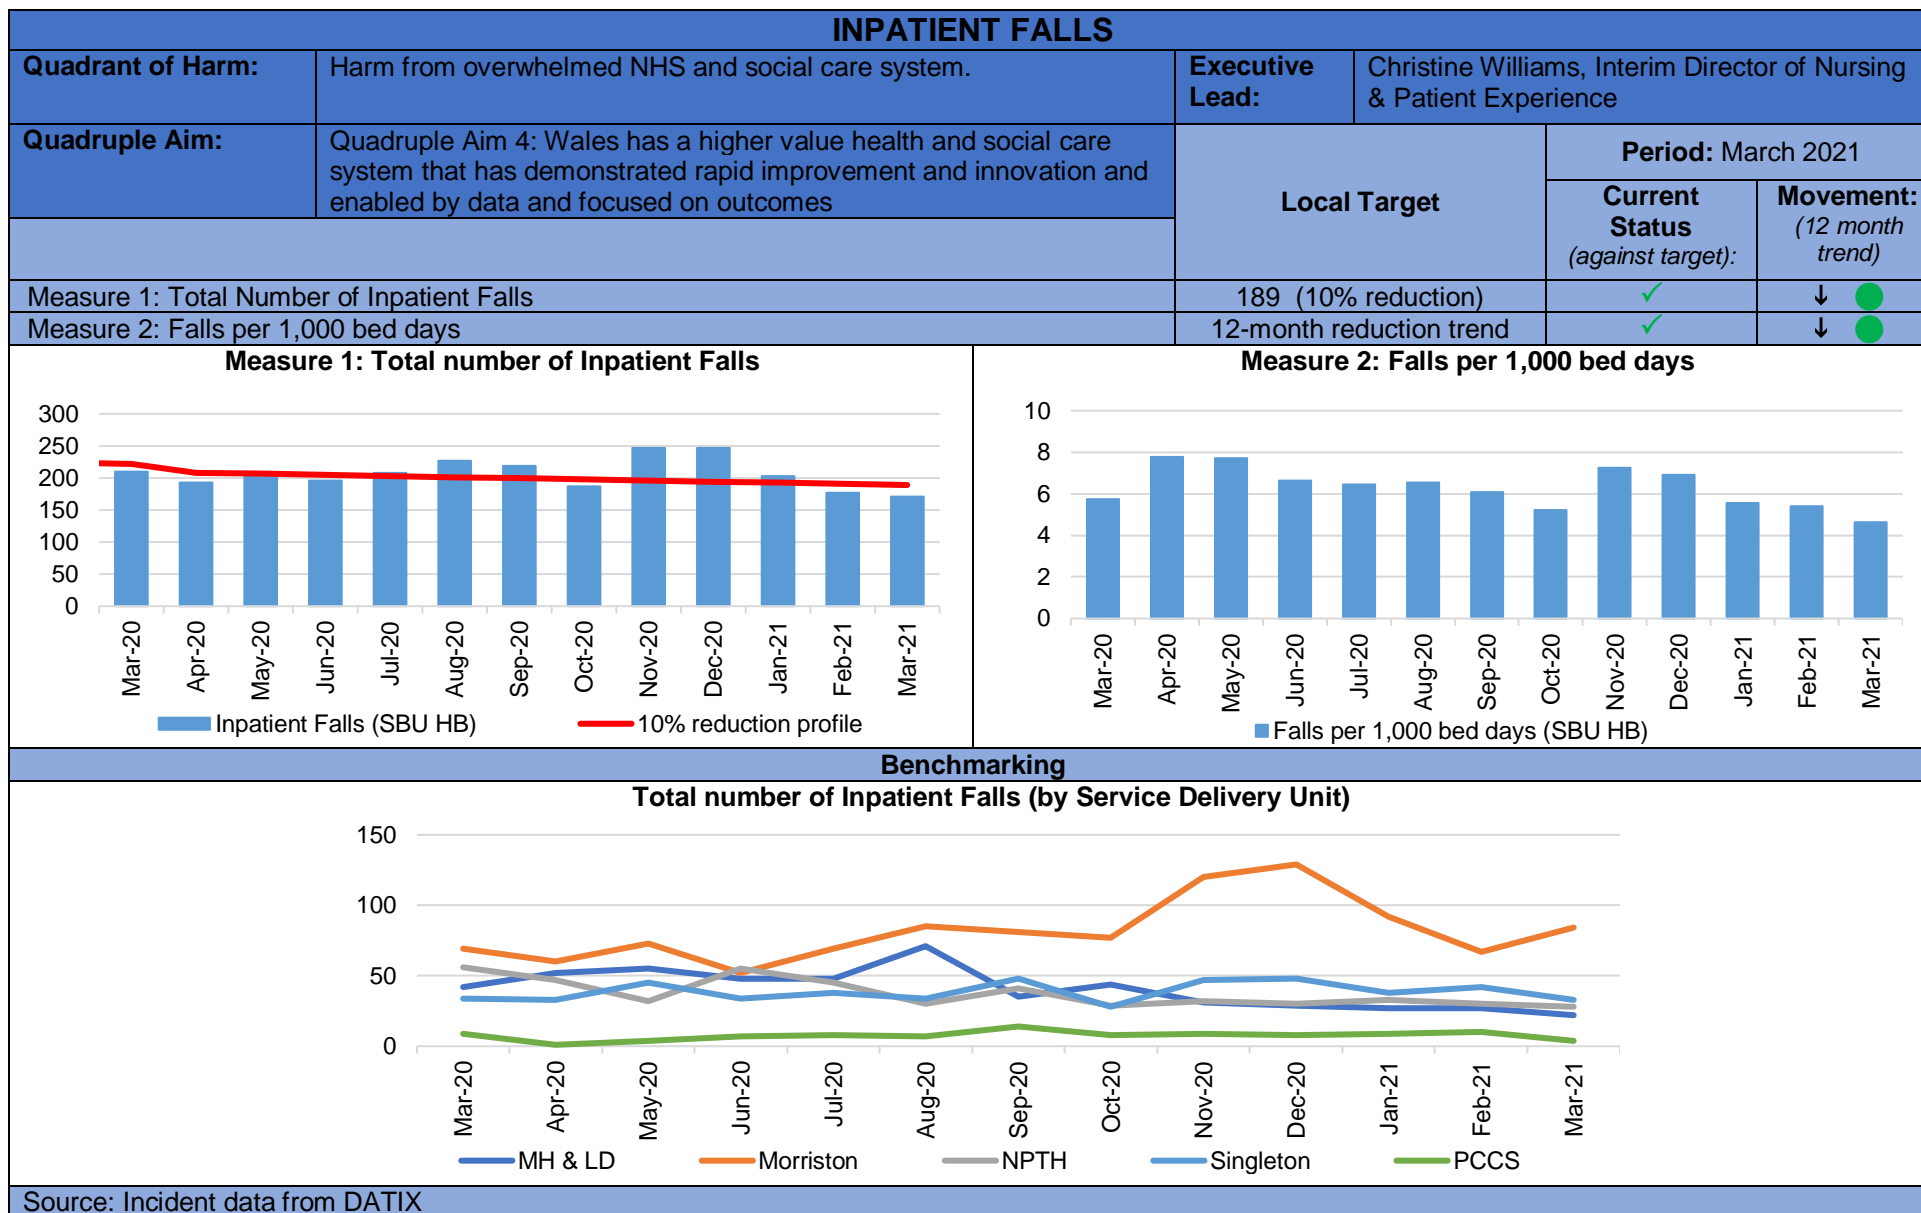 INPATIENT FALLS
Quadrant of Harm:
Harm from overwhelmed NHS and social care system.
Executive
Lead:
Christine Williams, Interim Director of Nursing
& Patient Experience
Quadruple Aim:
Quadruple Aim 4: Wales has a higher value health and social care
system that has demonstrated rapid improvement and innovation and
enabled by data and focused on outcomes
Local Target
Period: March 2021
Current
Status
(against target):
Movement:
(12 month
trend)
Measure 1: Total Number of Inpatient Falls
189 (10% reduction)
✓
↓
Measure 2: Falls per 1,000 bed days
12-month reduction trend
✓
↓
Measure 1: Total number of Inpatient Falls
300
250
200
150
100
50
0
Mar-20
Apr-20
May-20
Jun-20
Jul-20
Aug-20
Sep-20
Oct-20
Nov-20
Dec-20
Jan-21
Feb-21
Mar-21
Inpatient Falls (SBU HB)
10% reduction profile
Measure 2: Falls per 1,000 bed days
10
8
6
4
2
0
Mar-20
Apr-20
May-20
Jun-20
Jul-20
Aug-20
Sep-20
Oct-20
Nov-20
Dec-20
Jan-21
Feb-21
Mar-21
Falls per 1,000 bed days (SBU HB)
Benchmarking
Total number of Inpatient Falls (by Service Delivery Unit)
150
100
50
0
Mar-20
Apr-20
May-20
Jun-20
Jul-20
Aug-20
Sep-20
Oct-20
Nov-20
Dec-20
Jan-21
Feb-21
Mar-21
MH & LD
Morriston
NPTH
Singleton
PCCS
Source: Incident data from DATIX